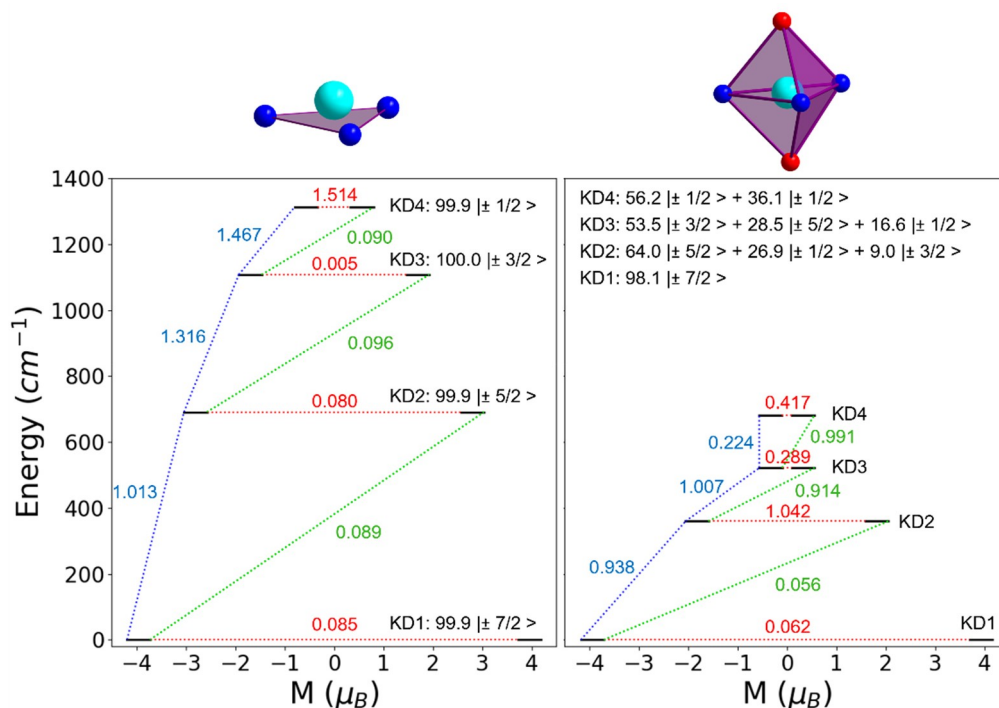 1400
1200
1000
800
600
400
200
0
Energy (cm⁻¹)
1.514
KD4: 99.9 |± 1/2 >
1.467
0.090
KD3: 100.0 |± 3/2 >
0.005
1.316
0.096
KD2: 99.9 |± 5/2 >
0.080
1.013
0.089
KD1: 99.9 |± 7/2 >
0.085
−4 −3 −2 −1 0 1 2 3 4
M (μB)
KD4: 56.2 |± 1/2 > + 36.1 |± 1/2 >
KD3: 53.5 |± 3/2 > + 28.5 |± 5/2 > + 16.6 |± 1/2 >
KD2: 64.0 |± 5/2 > + 26.9 |± 1/2 > + 9.0 |± 3/2 >
KD1: 98.1 |± 7/2 >
0.417
KD4
0.224
0.991
0.289
KD3
1.007
0.914
1.042
KD2
0.938
0.056
KD1
0.062
−4 −3 −2 −1 0 1 2 3 4
M (μB)